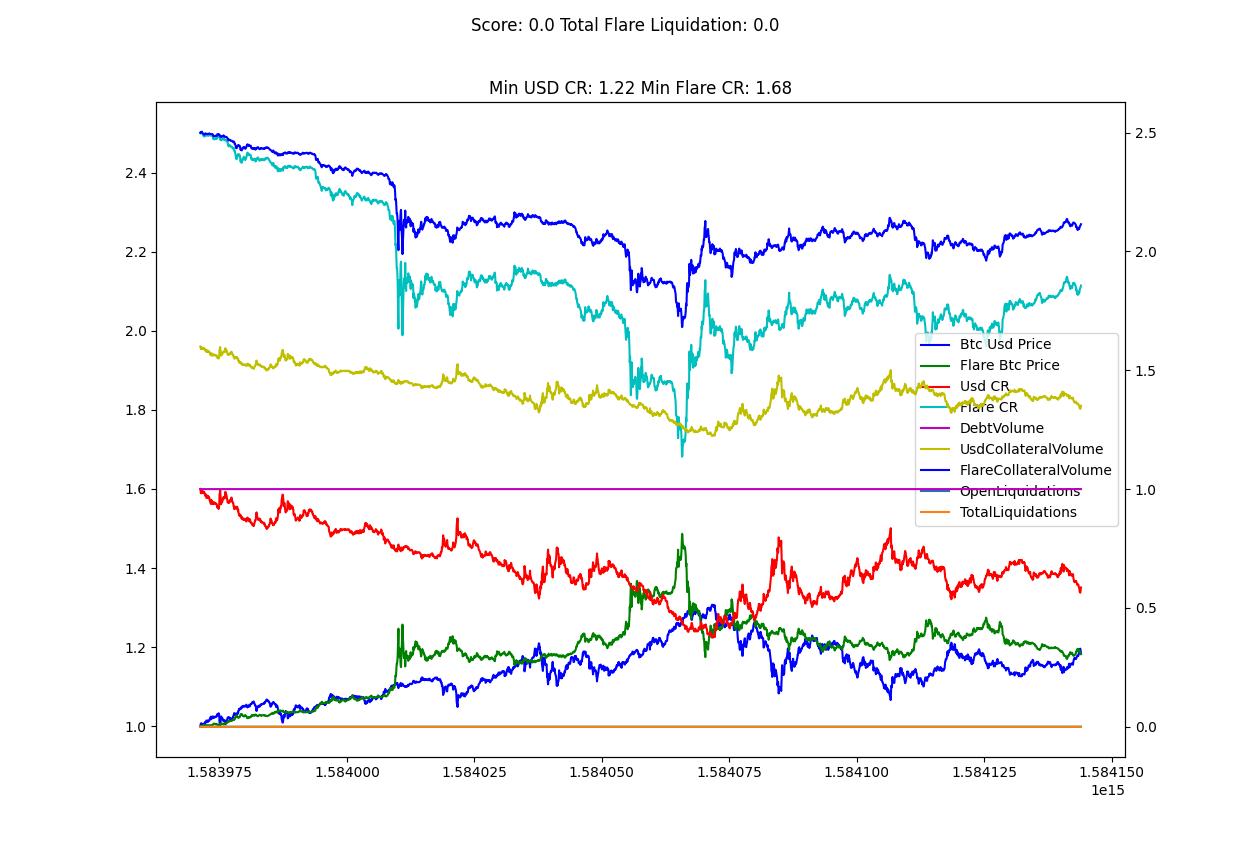 Score: 0.0 Total Flare Liquidation: 0.0
Min USD CR: 1.22 Min Flare CR: 1.68
2.4
2.2
2.0
1.8
1.6
1.4
1.2
1.0
2.5
2.0
1.5
1.0
0.5
0.0
Btc Usd Price
Flare Btc Price
Usd CR
Flare CR
DebtVolume
UsdCollateralVolume
FlareCollateralVolume
OpenLiquidations
TotalLiquidations
1.583975 1.584000 1.584025 1.584050 1.584075 1.584100 1.584125 1.584150
1e15